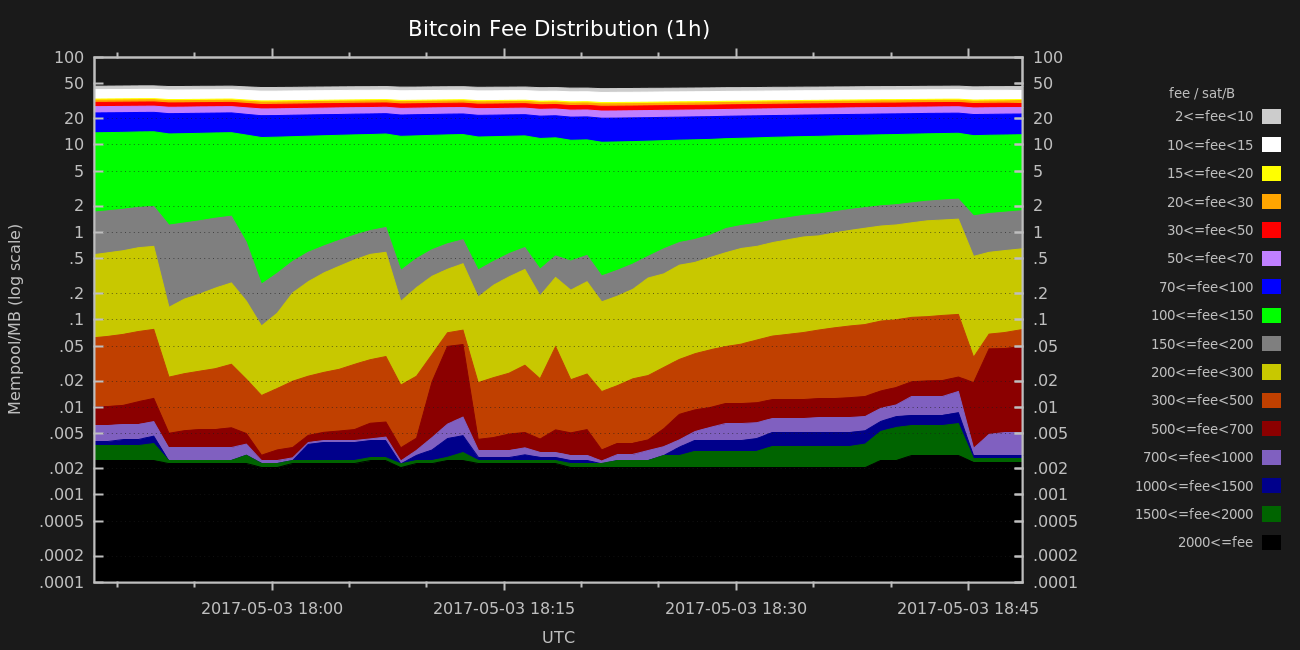 Bitcoin Fee Distribution (1h)
Mempool/MB (log scale)
100
50
20
10
5
2
1
.5
.2
.1
.05
.02
.01
.005
.002
.001
.0005
.0002
.0001
100
50
20
10
5
2
1
.5
.2
.1
.05
.02
.01
.005
.002
.001
.0005
.0002
.0001
2017-05-03 18:00
2017-05-03 18:15
2017-05-03 18:30
2017-05-03 18:45
UTC
fee / sat/B
2<=fee<10
10<=fee<15
15<=fee<20
20<=fee<30
30<=fee<50
50<=fee<70
70<=fee<100
100<=fee<150
150<=fee<200
200<=fee<300
300<=fee<500
500<=fee<700
700<=fee<1000
1000<=fee<1500
1500<=fee<2000
2000<=fee